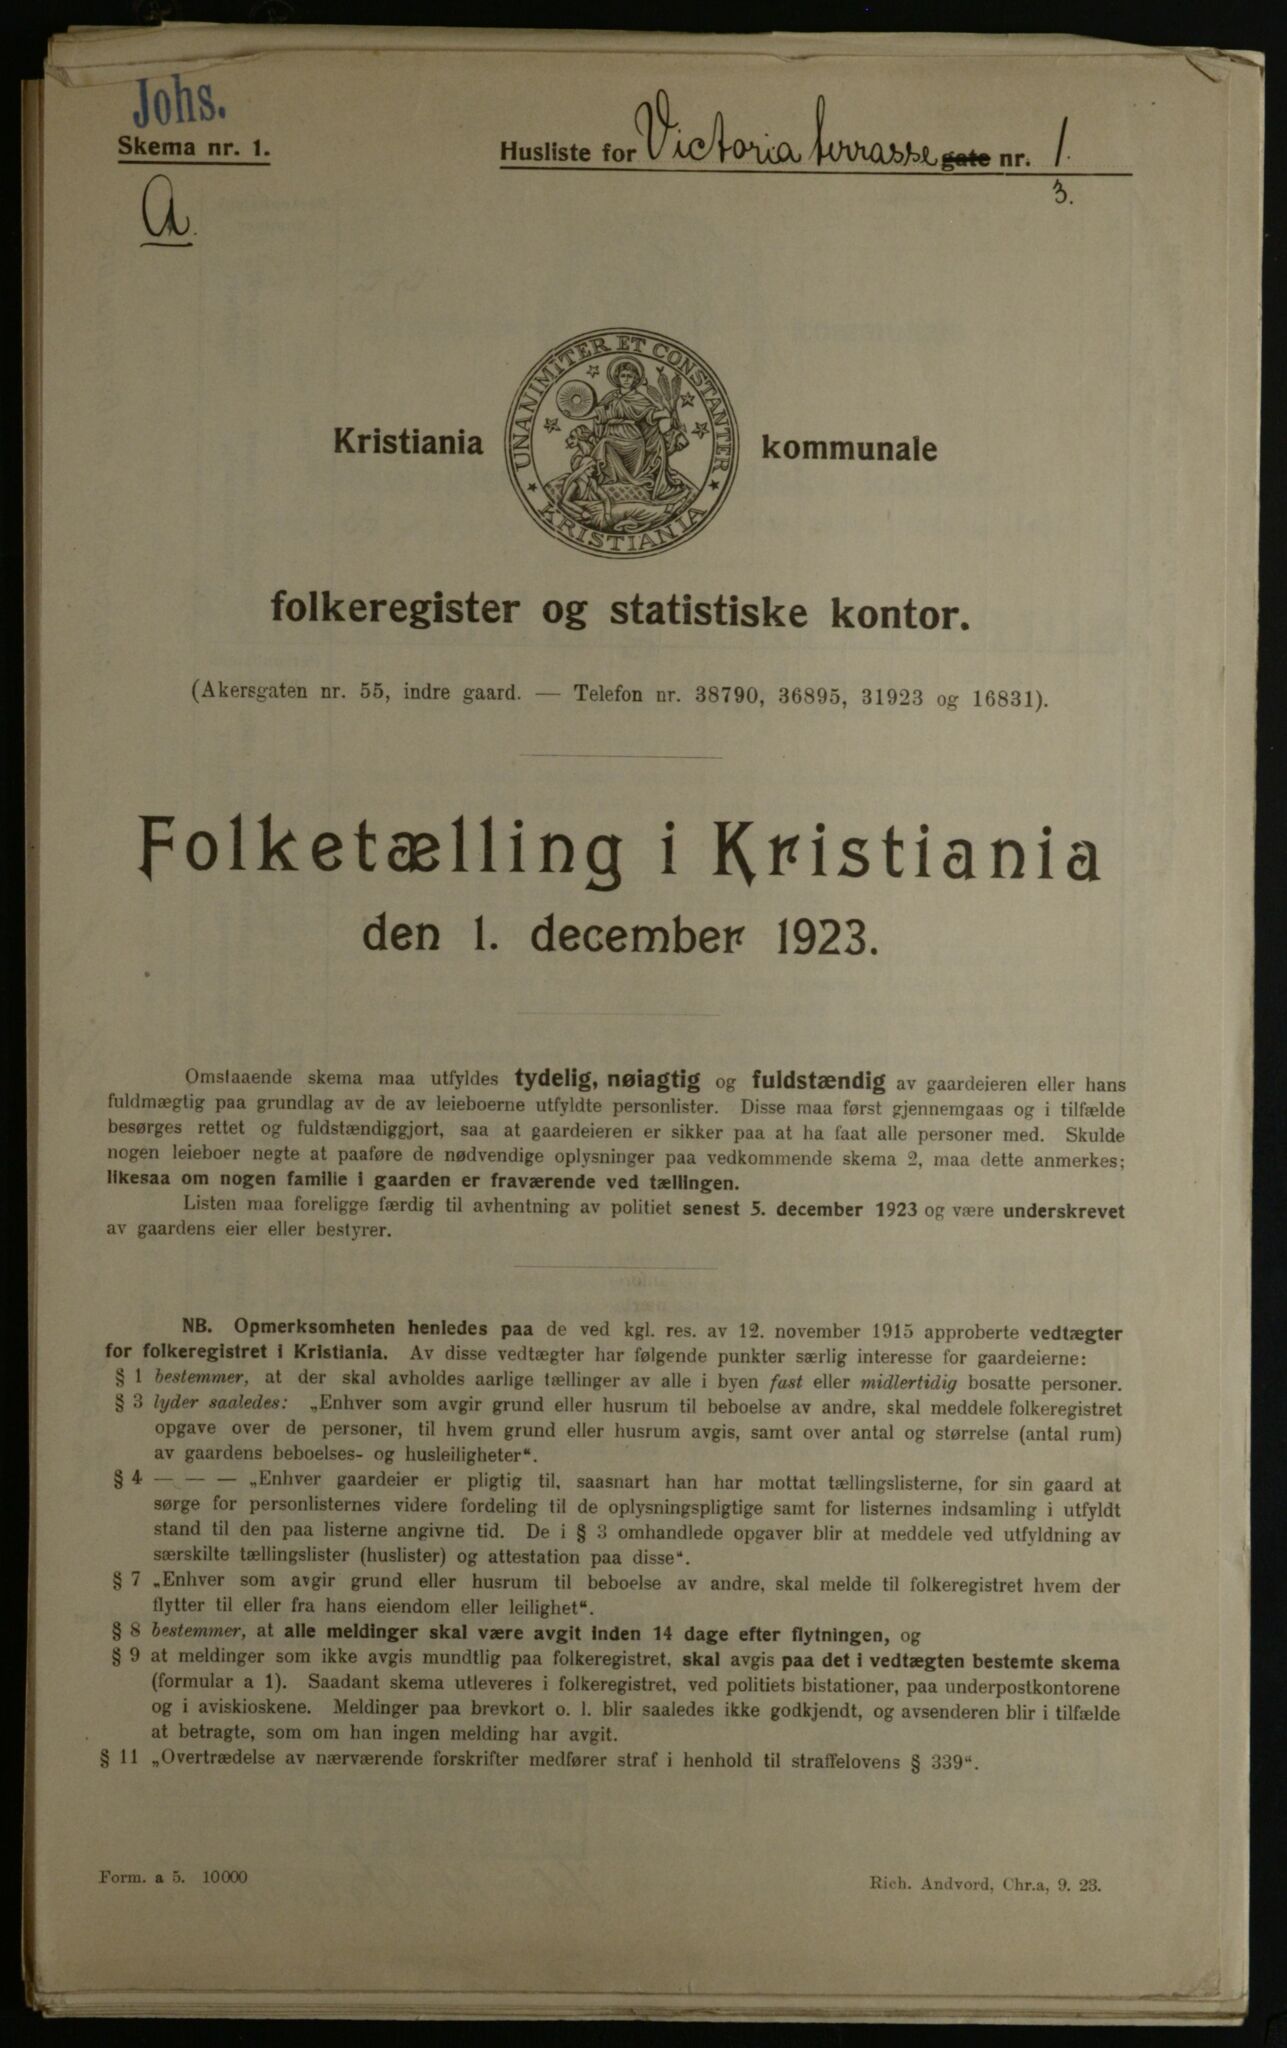 Johs.
Skema nr. 1.
Husliste for Victoria terrasse gate nr. 1.
3.
A.
UNANIMITER ET CONSTANTER
KRISTIANIA
Kristiania kommunale
folkeregister og statistiske kontor.
(Akersgaten nr. 55, indre gaard. — Telefon nr. 38790, 36895, 31923 og 16831).
Folketælling i Kristiania
den 1. december 1923.
Omstaaende skema maa utfyldes tydelig, nøiagtig og fuldstændig av gaardeieren eller hans
fuldmægtig paa grundlag av de av leieboerne utfyldte personlister. Disse maa først gjennemgaas og i tilfælde
besørges rettet og fuldstændiggjort, saa at gaardeieren er sikker paa at ha faat alle personer med. Skulde
nogen leieboer negte at paaføre de nødvendige oplysninger paa vedkommende skema 2, maa dette anmerkes;
likesaa om nogen familie i gaarden er fraværende ved tællingen.
Listen maa foreligge færdig til avhentning av politiet senest 5. december 1923 og være underskrevet
av gaardens eier eller bestyrer.
NB. Opmerksomheten henledes paa de ved kgl. res. av 12. november 1915 approberte vedtægter
for folkeregistret i Kristiania. Av disse vedtægter har følgende punkter særlig interesse for gaardeierne:
§ 1 bestemmer, at der skal avholdes aarlige tællinger av alle i byen fast eller midlertidig bosatte personer.
§ 3 lyder saaledes: „Enhver som avgir grund eller husrum til beboelse av andre, skal meddele folkeregistret
opgave over de personer, til hvem grund eller husrum avgis, samt over antal og størrelse (antal rum)
av gaardens beboelses- og husleiligheter“.
§ 4 — — — „Enhver gaardeier er pligtig til, saasnart han har mottat tællingslisterne, for sin gaard at
sørge for personlisternes videre fordeling til de oplysningspligtige samt for listernes indsamling i utfyldt
stand til den paa listerne angivne tid. De i § 3 omhandlede opgaver blir at meddele ved utfyldning av
særskilte tællingslister (huslister) og attestation paa disse“.
§ 7 „Enhver som avgir grund eller husrum til beboelse av andre, skal melde til folkeregistret hvem der
flytter til eller fra hans eiendom eller leilighet“.
§ 8 bestemmer, at alle meldinger skal være avgit inden 14 dage efter flytningen, og
§ 9 at meldinger som ikke avgis mundtlig paa folkeregistret, skal avgis paa det i vedtægten bestemte skema
(formular a 1). Saadant skema utleveres i folkeregistret, ved politiets bistationer, paa underpostkontorene
og i aviskioskene. Meldinger paa brevkort o. l. blir saaledes ikke godkjendt, og avsenderen blir i tilfælde
at betragte, som om han ingen melding har avgit.
§ 11 „Overtrædelse av nærværende forskrifter medfører straf i henhold til straffelovens § 339“.
Form. a 5. 10000
Rich. Andvord, Chr.a, 9. 23.